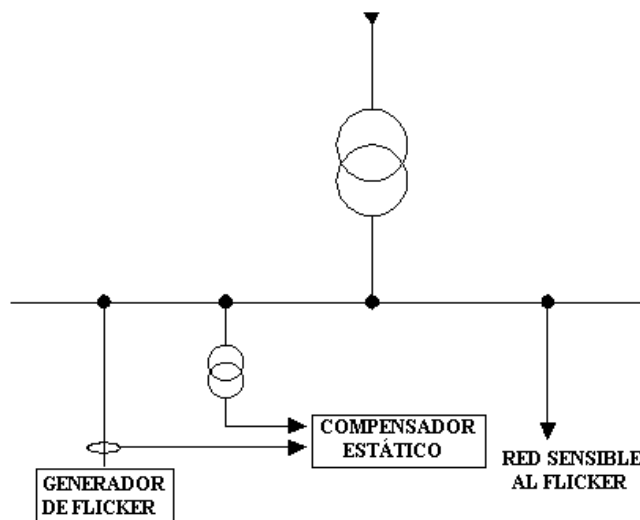 COMPENSADOR
ESTÁTICO
RED SENSIBLE
AL FLICKER
GENERADOR
DE FLICKER